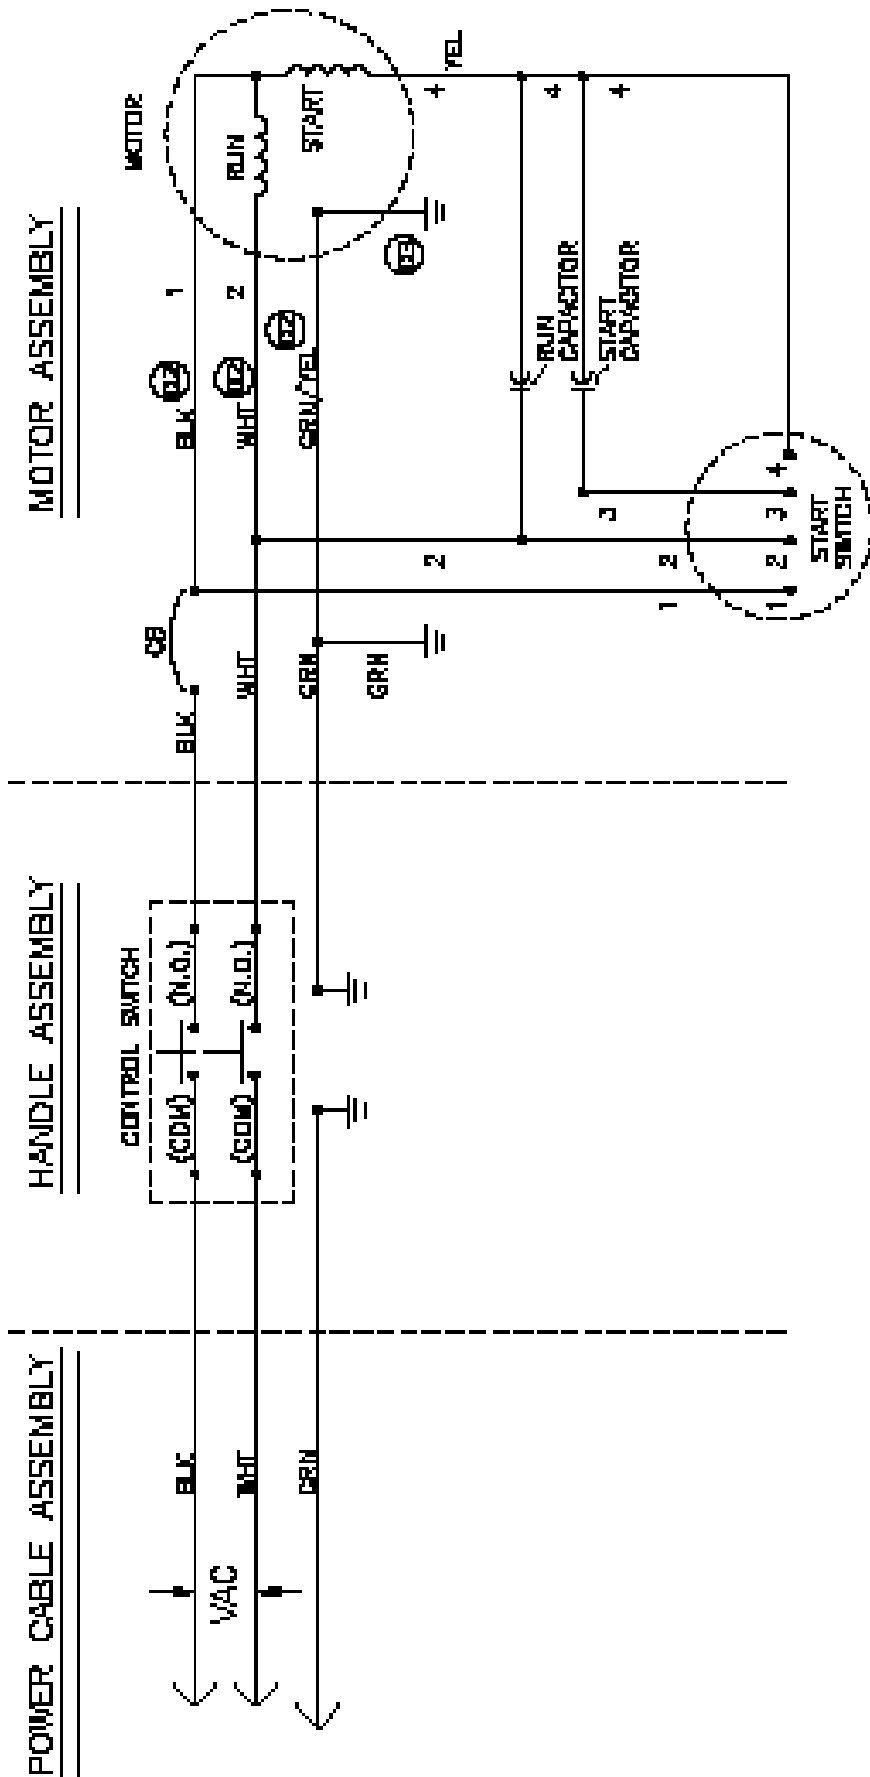 POWER CABLE ASSEMBLY
HANDLE ASSEMBLY
MOTOR ASSEMBLY
MOTOR
CONTROL SWITCH
CB
BLK
(COM)
(N.O.)
BLK
BLK
1
VAC
RUN
WHT
(COM)
(N.O.)
WHT
WHT
2
START
GRN
GRN
GRN/YEL
GRN
2
4
YEL
RUN
CAPACITOR
4
START
CAPACITOR
3
4
1
2
1
2
3
4
START
SWITCH